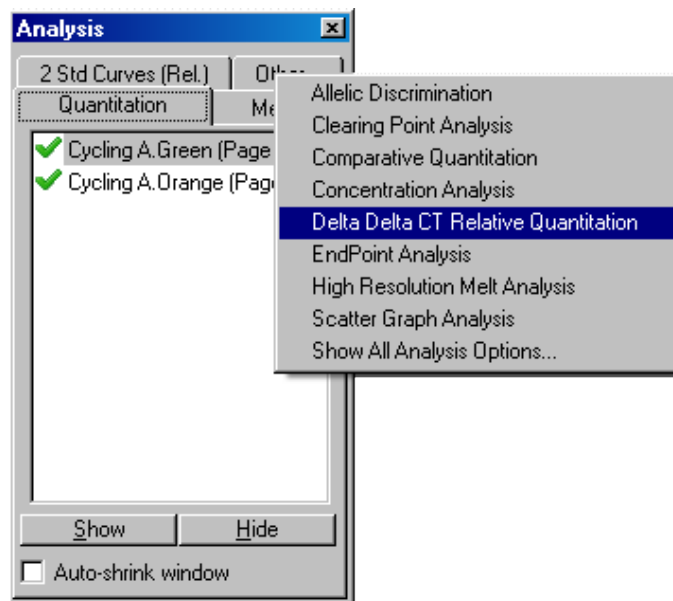 Analysis
2 Std Curves (Rel.)
Quantitation
Cycling A.Green (Page
Cycling A.Orange (Pag
Show
Hide
Auto-shrink window
Allelic Discrimination
Clearing Point Analysis
Comparative Quantitation
Concentration Analysis
Delta Delta CT Relative Quantitation
EndPoint Analysis
High Resolution Melt Analysis
Scatter Graph Analysis
Show All Analysis Options...